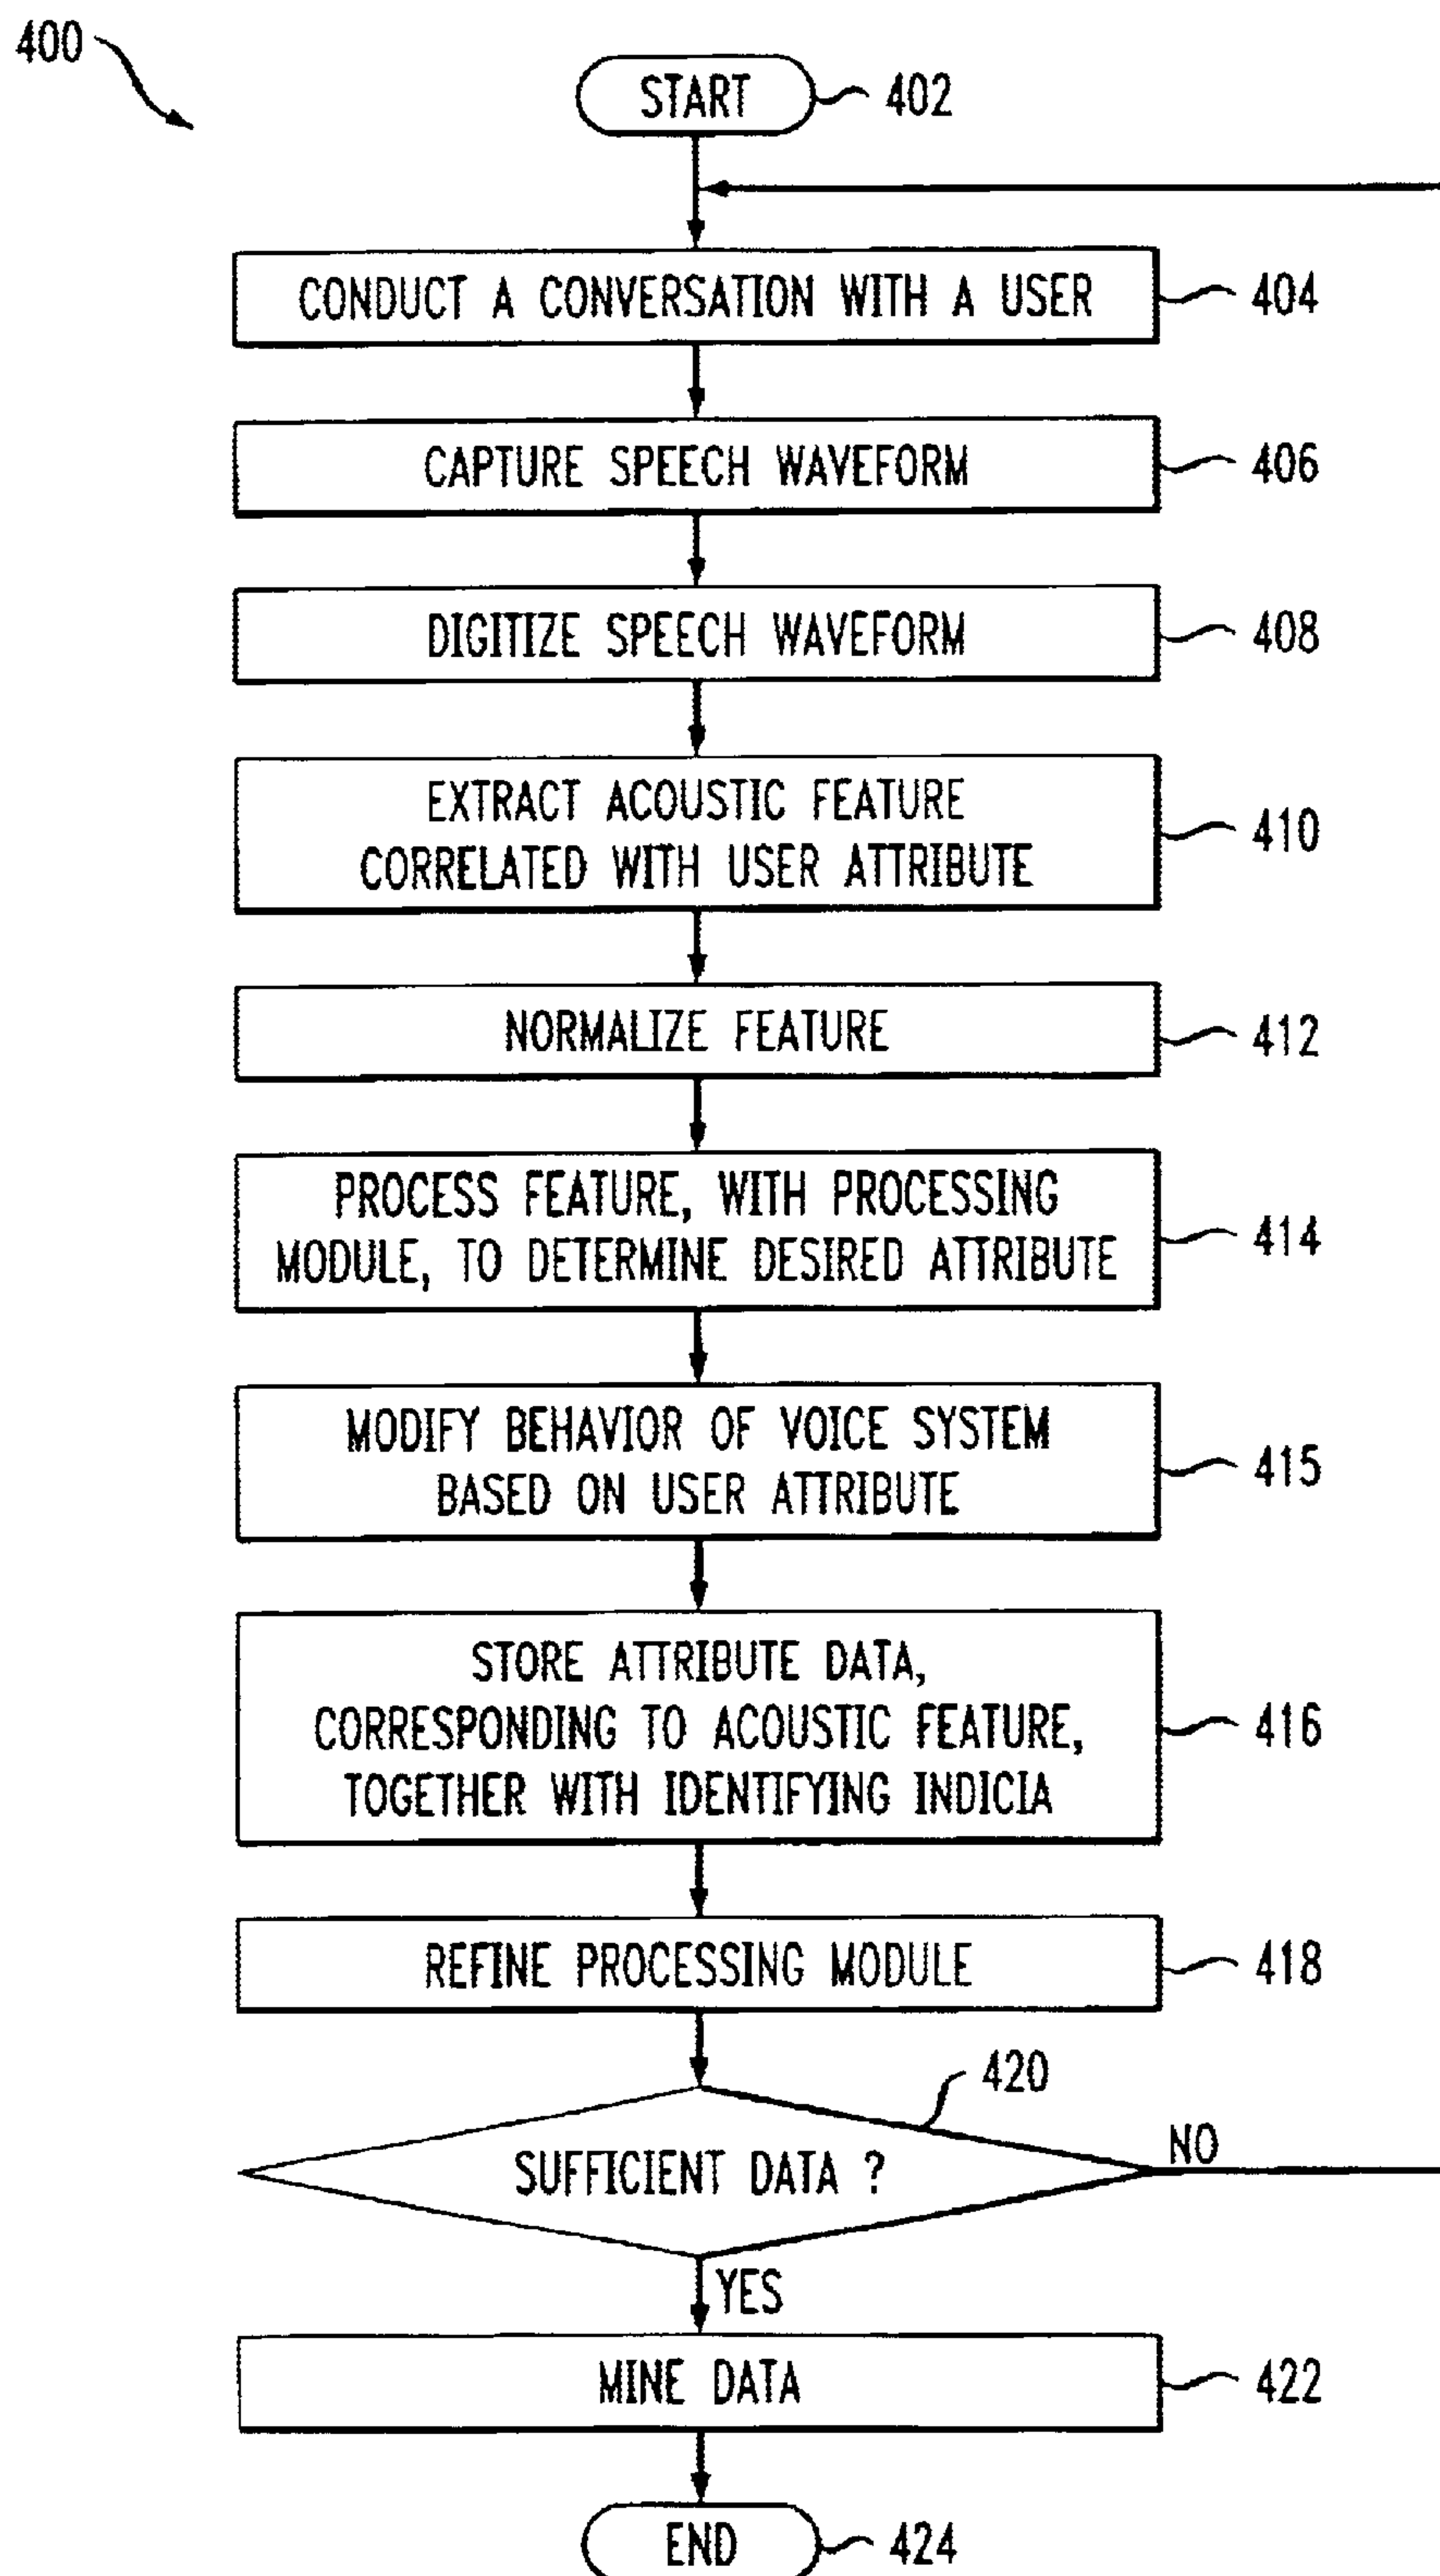 400
START
402
CONDUCT A CONVERSATION WITH A USER
404
CAPTURE SPEECH WAVEFORM
406
DIGITIZE SPEECH WAVEFORM
408
EXTRACT ACOUSTIC FEATURE
CORRELATED WITH USER ATTRIBUTE
410
NORMALIZE FEATURE
412
PROCESS FEATURE, WITH PROCESSING
MODULE, TO DETERMINE DESIRED ATTRIBUTE
414
MODIFY BEHAVIOR OF VOICE SYSTEM
BASED ON USER ATTRIBUTE
415
STORE ATTRIBUTE DATA,
CORRESPONDING TO ACOUSTIC FEATURE,
TOGETHER WITH IDENTIFYING INDICIA
416
REFINE PROCESSING MODULE
418
420
SUFFICIENT DATA ?
NO
YES
MINE DATA
422
END
424